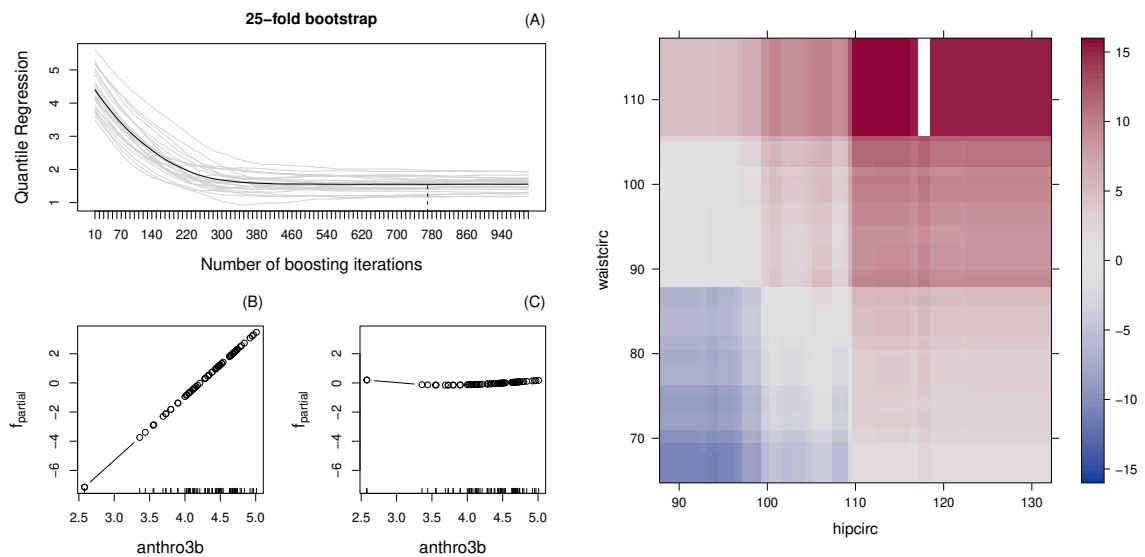 25−fold bootstrap
(A)
Quantile Regression
5
4
3
2
1
10 70 140 220 300 380 460 540 620 700 780 860 940
Number of boosting iterations
(B)
fpartial
2
0
−2
−4
−6
2.5 3.0 3.5 4.0 4.5 5.0
anthro3b
(C)
fpartial
2
0
−2
−4
−6
2.5 3.0 3.5 4.0 4.5 5.0
anthro3b
waistcirc
110
100
90
80
70
90 100 110 120 130
hipcirc
15
10
5
0
−5
−10
−15